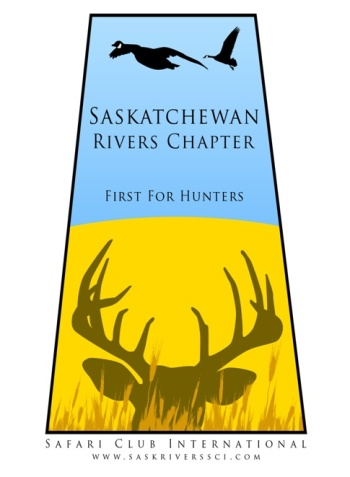 Saskatchewan
Rivers Chapter
First For Hunters
Safari Club International
www.saskriverssci.com